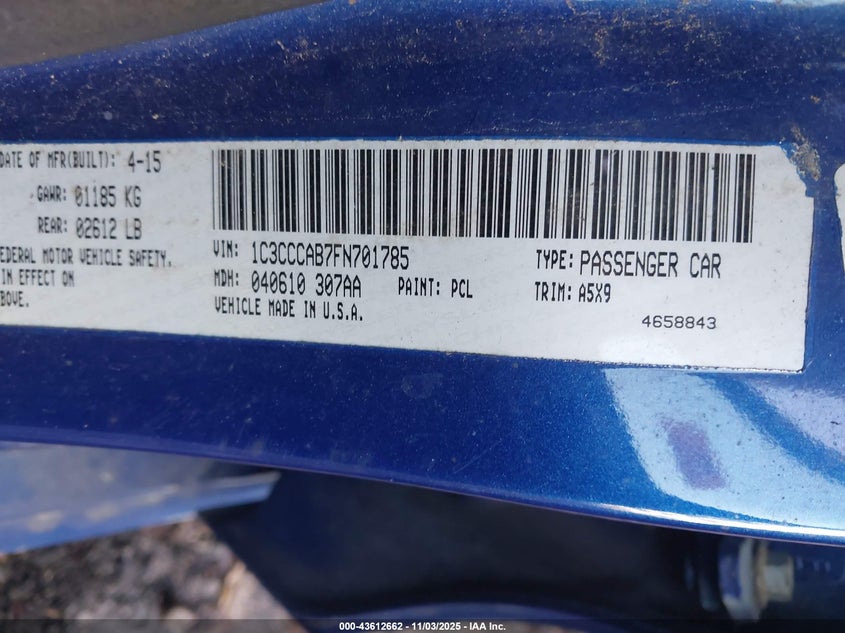 DATE OF MFR(BUILT): 4-15
GAWR: 01185 KG
REAR: 02612 LB
FEDERAL MOTOR VEHICLE SAFETY,
IN EFFECT ON
ABOVE.
VIN: 1C3CCCAB7FN701785
TYPE: PASSENGER CAR
MDH: 040610 307AA
PAINT: PCL
TRIM: A5X9
VEHICLE MADE IN U.S.A.
4658843
000-43612662 - 11/03/2025 - IAA Inc.